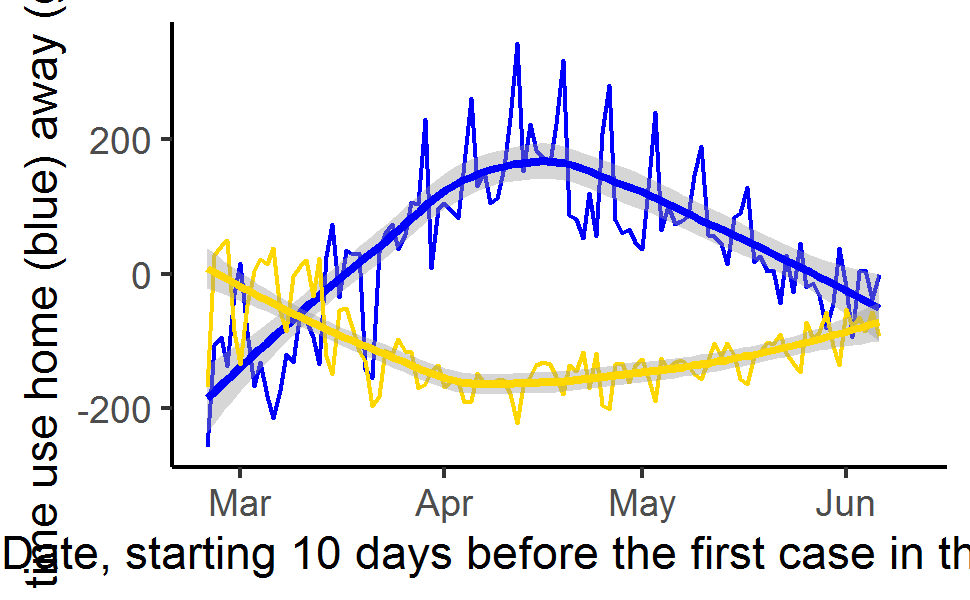 time use home (blue) away (
200
0
-200
Mar Apr May Jun
Date, starting 10 days before the first case in th